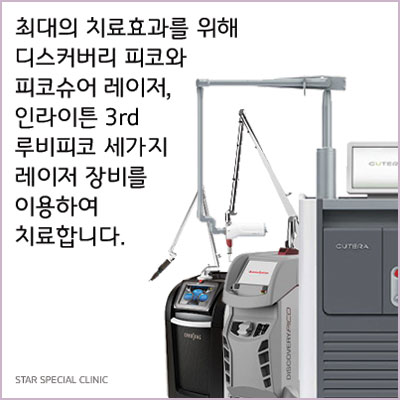 최대의 치료효과를 위해
디스커버리 피코와
피코슈어 레이저,
인라이튼 3rd
루비피코 세가지
레이저 장비를
이용하여
치료합니다.
CUTERA
CUTERA
DISCOVERY PICO
STAR SPECIAL CLINIC